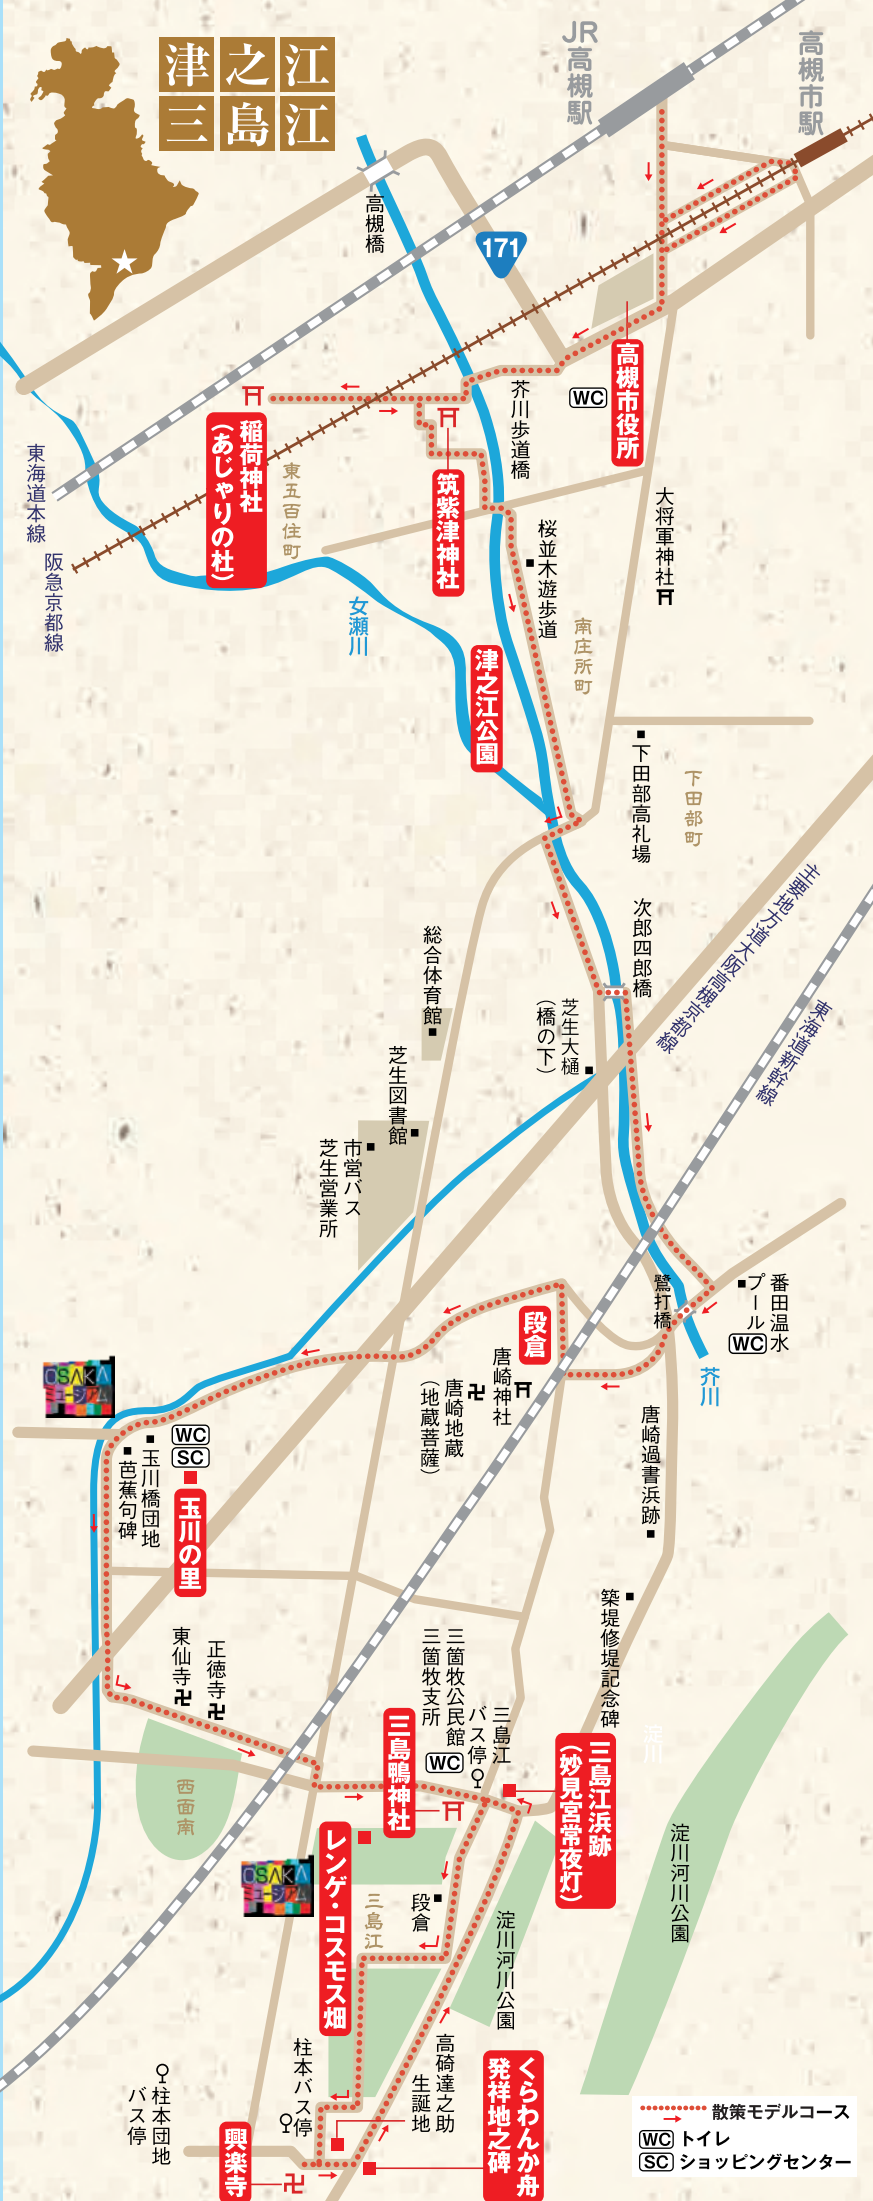 津之江
三島江
JR高槻駅
高槻市駅
高槻橋
171
高槻市役所
WC
芥川歩道橋
稲荷神社
(あじゃりの杜)
筑紫津神社
東五百住町
東海道本線
阪急京都線
女瀬川
大将軍神社
桜並木遊歩道
南庄所町
津之江公園
下田部高札場
下田部町
主要地方道大阪高槻京都線
東海道新幹線
次郎四郎橋
総合体育館
芝生大樋
(橋の下)
芝生図書館
市営バス
芝生営業所
鷺打橋
番田温水
プール
WC
芥川
段倉
唐崎神社
唐崎地蔵
(地蔵菩薩)
唐崎過書浜跡
OSAKA
ミュージアム
WC
SC
玉川の里
玉川橋団地
芭蕉句碑
築堤修堤記念碑
東仙寺
正徳寺
三箇牧公民館
三箇牧支所
WC
三島江
バス停
淀川
三島鴨神社
三島江浜跡
(妙見宮常夜灯)
西面南
OSAKA
ミュージアム
レンゲ・コスモス畑
三島江
段倉
淀川河川公園
淀川河川公園
高碕達之助
生誕地
柱本バス停
柱本団地
バス停
興楽寺
くらわんか舟
発祥地之碑
散策モデルコース
WC トイレ
SC ショッピングセンター